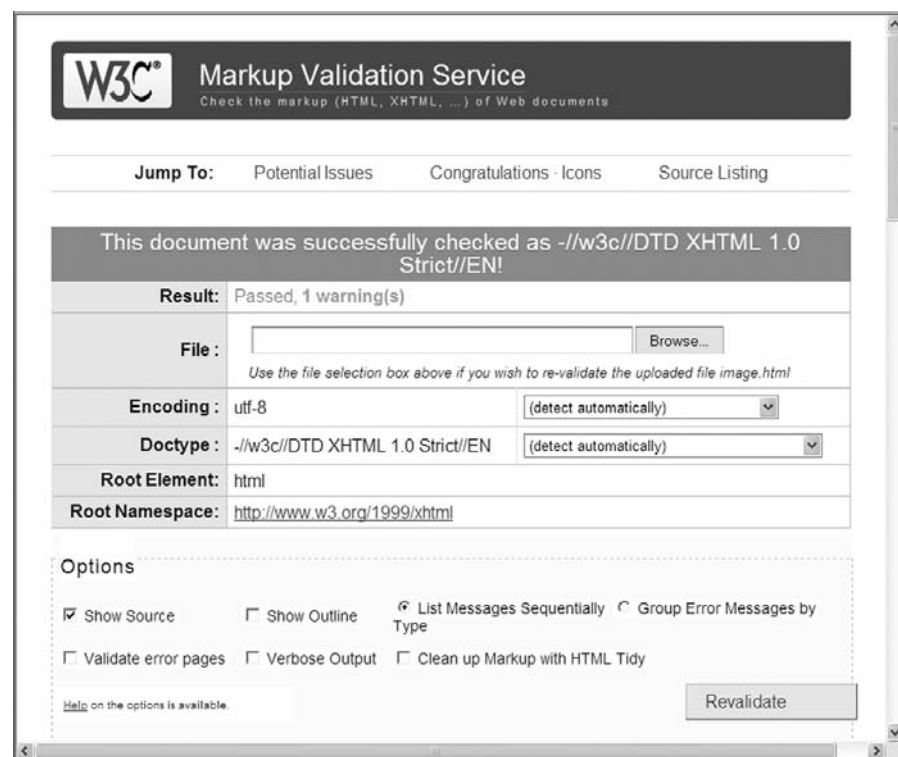 W3C® Markup Validation Service
Check the markup (HTML, XHTML, ...) of Web documents
Jump To: Potential Issues Congratulations · Icons Source Listing
This document was successfully checked as -//w3c//DTD XHTML 1.0
Strict//EN!
Result: Passed, 1 warning(s)
File : Browse...
Use the file selection box above if you wish to re-validate the uploaded file image.html
Encoding : utf-8 (detect automatically)
Doctype : -//w3c//DTD XHTML 1.0 Strict//EN (detect automatically)
Root Element: html
Root Namespace: http://www.w3.org/1999/xhtml
Options
Show Source Show Outline List Messages Sequentially Group Error Messages by
Type
Validate error pages Verbose Output Clean up Markup with HTML Tidy
Help on the options is available.
Revalidate